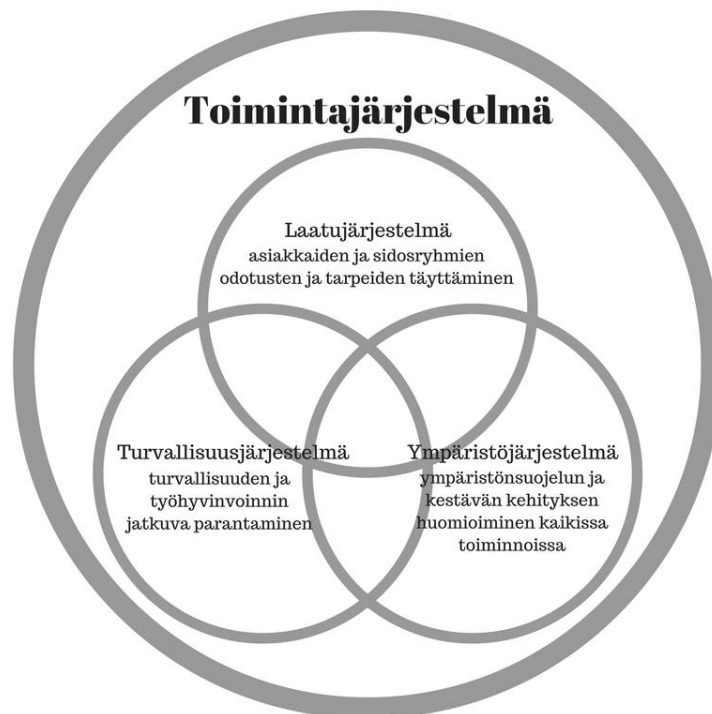 Toimintajärjestelmä
Laatujärjestelmä
asiakkaiden ja sidosryhmien
odotusten ja tarpeiden täyttäminen
Turvallisuusjärjestelmä
turvallisuuden ja
työhyvinvoinnin
jatkuva parantaminen
Ympäristöjärjestelmä
ympäristönsuojelun ja
kestävän kehityksen
huomioiminen kaikissa
toiminnoissa